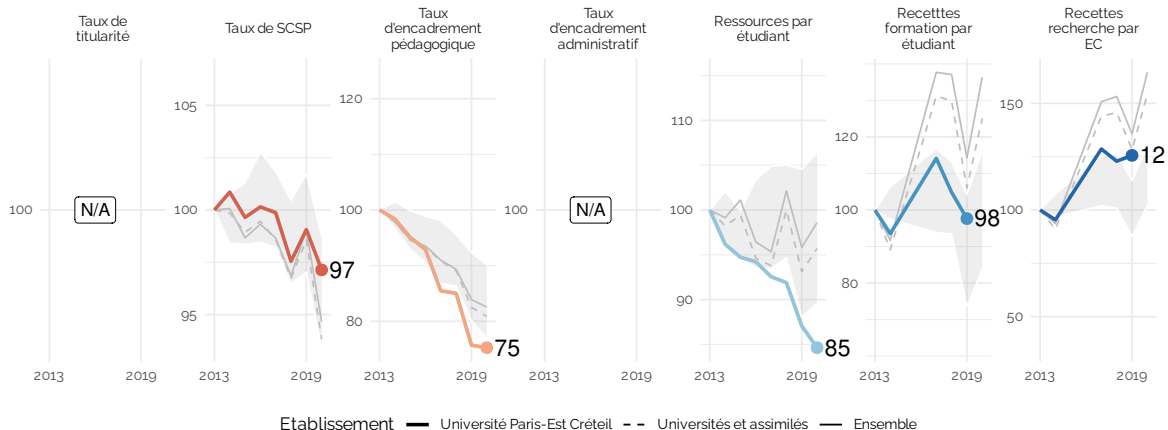 Taux de
titularité
Taux de SCSP
Taux
d'encadrement
pédagogique
Taux
d'encadrement
administratif
Ressources par
étudiant
Recetttes
formation par
étudiant
Recettes
recherche par
EC
100
N/A
2013
2019
105
100
95
97
2013
2019
120
100
80
75
2013
2019
100
N/A
2013
2019
110
100
90
85
2013
2019
120
100
80
98
2013
2019
150
100
50
12
2013
2019
Etablissement
Université Paris-Est Créteil
Universités et assimilés
Ensemble